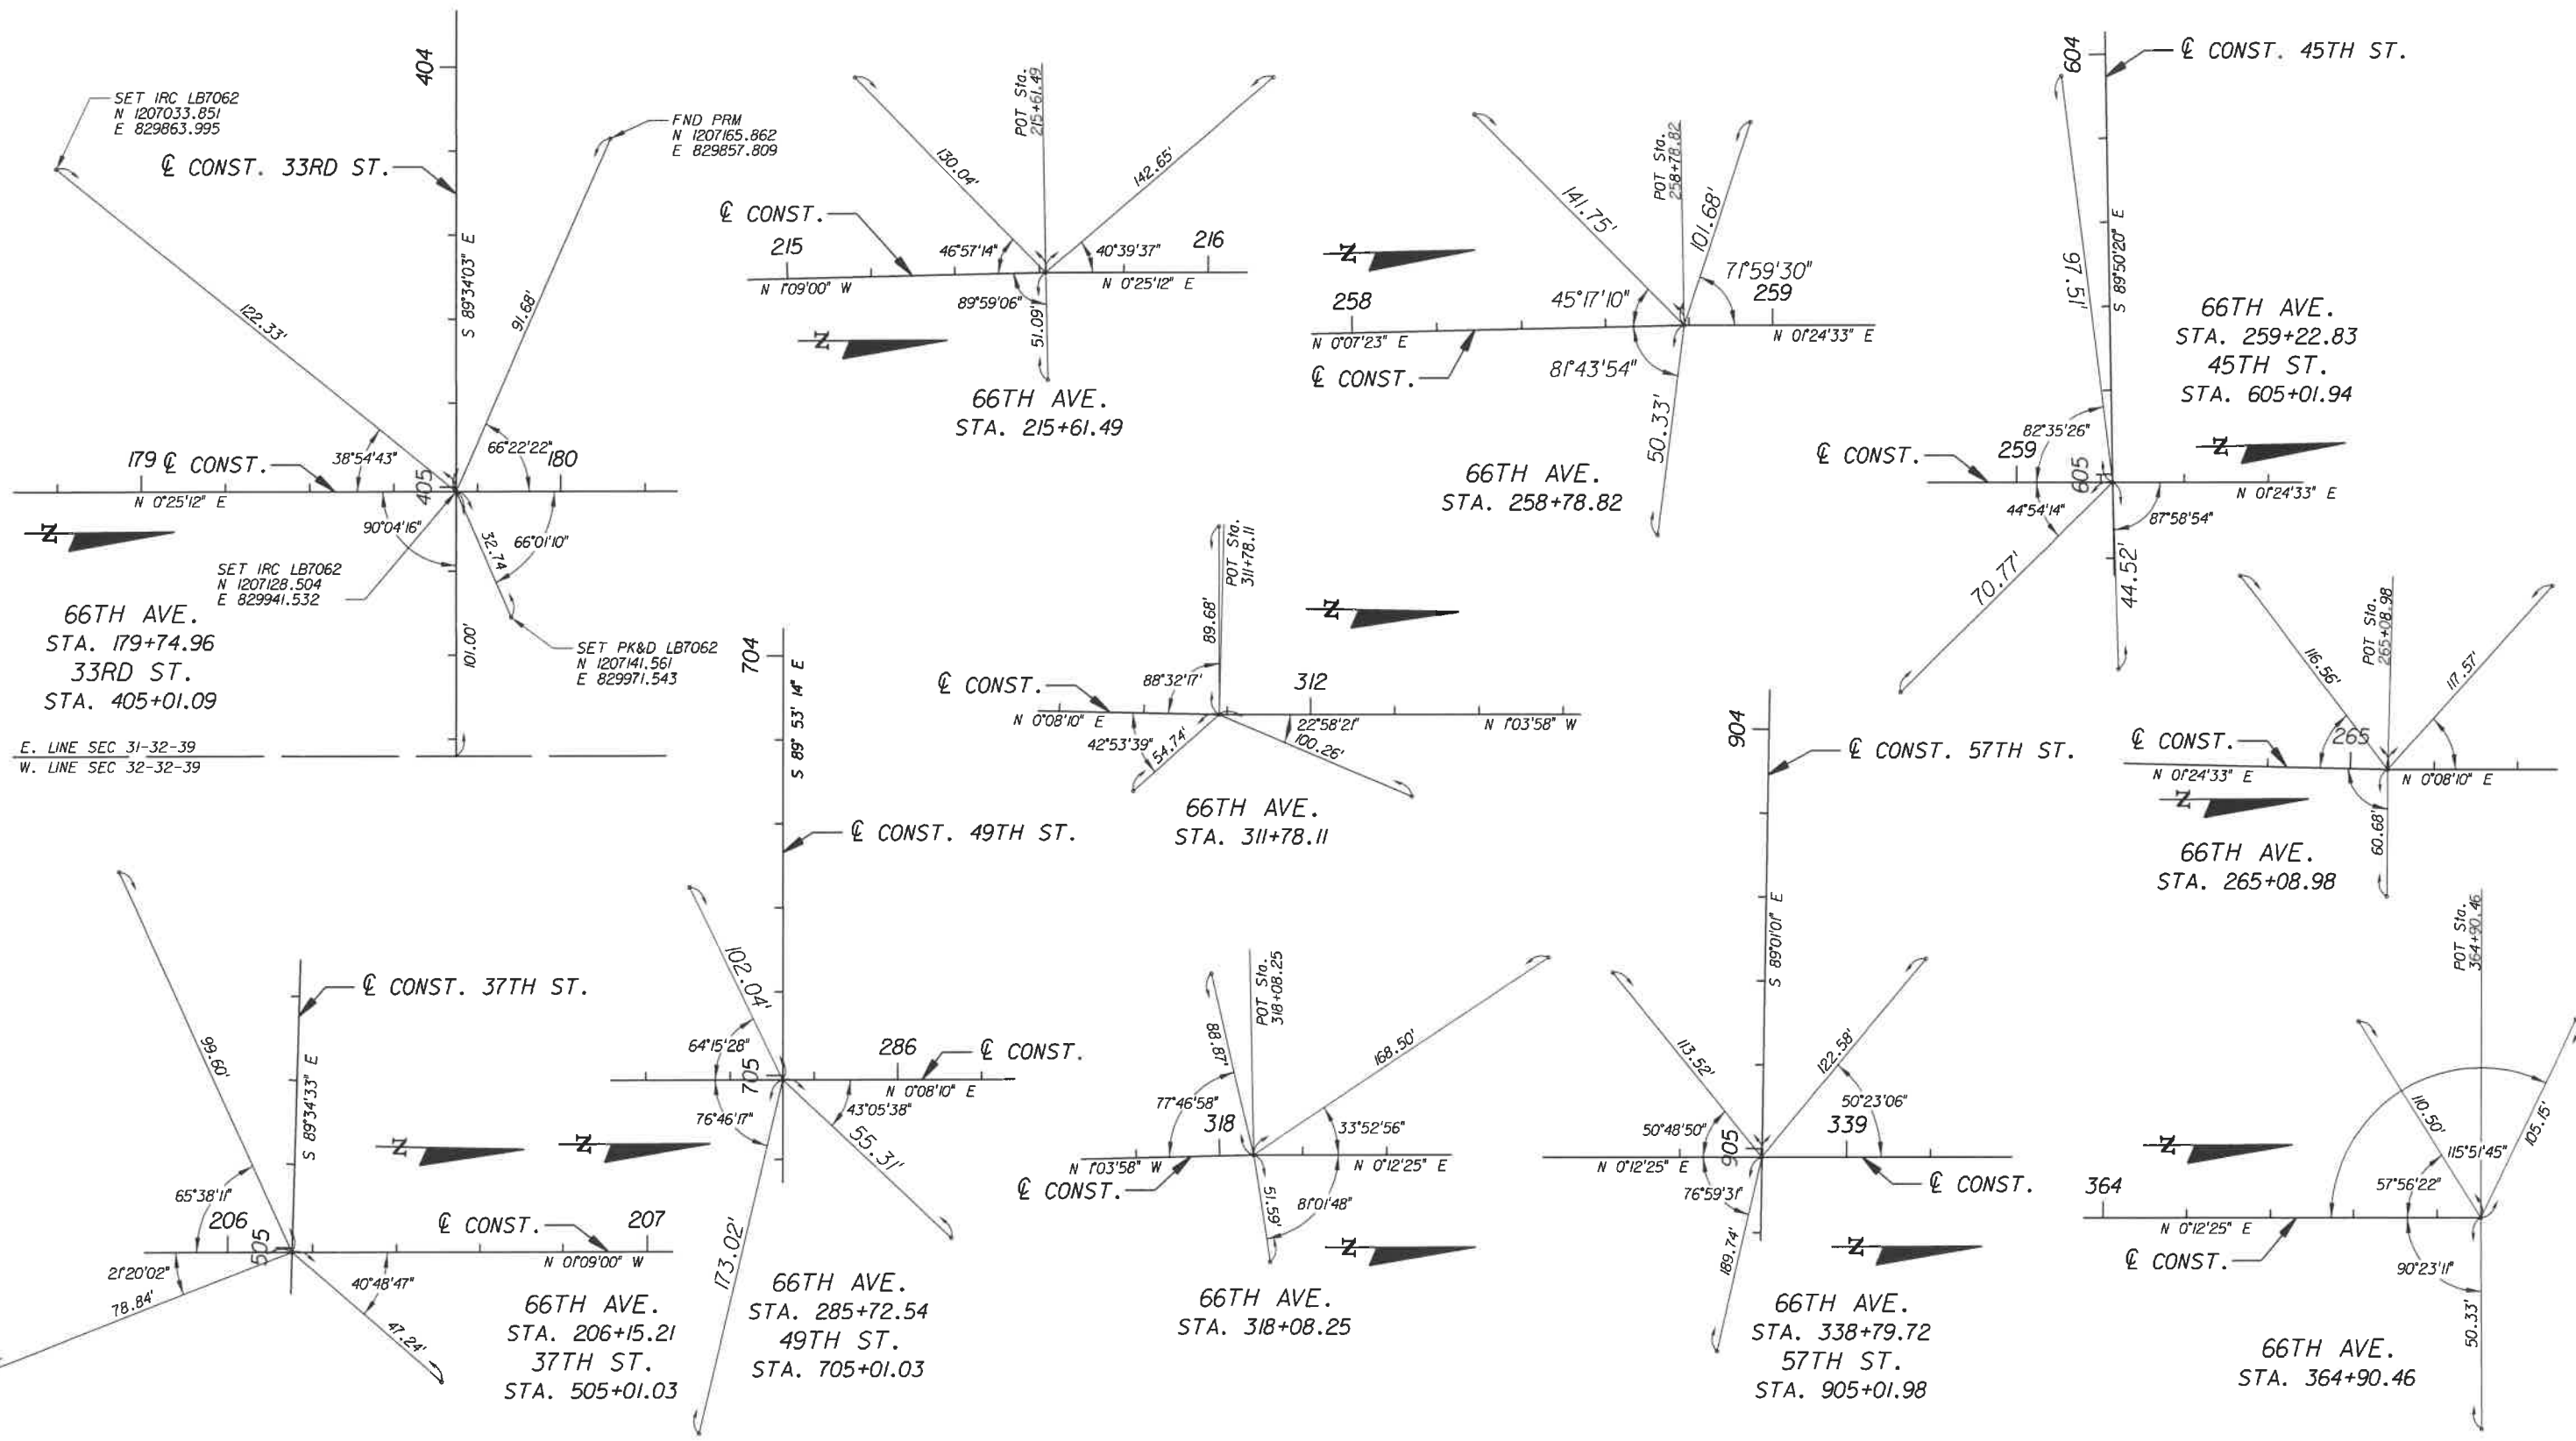 404
SET IRC LB7062
N 1207033.851
E 829863.995
℄ CONST. 33RD ST.
FND PRM
N 1207165.862
E 829857.809
S 89°34'03" E
122.33'
91.68'
179
℄ CONST.
38°54'43"
66°22'22"
180
405
N 0°25'12" E
90°04'16"
32.74
66°01'10"
N
SET IRC LB7062
N 1207128.504
E 829941.532
101.00'
SET PK&D LB7062
N 1207141.561
E 829971.543
66TH AVE.
STA. 179+74.96
33RD ST.
STA. 405+01.09
E. LINE SEC 31-32-39
W. LINE SEC 32-32-39
POT Sta.
215+61.49
130.04'
142.65'
℄ CONST.
215
46°57'14"
40°39'37"
216
N 1°09'00" W
89°59'06"
N 0°25'12" E
51.09'
N
66TH AVE.
STA. 215+61.49
POT Sta.
258+78.82
141.75'
101.68'
N
258
45°17'10"
71°59'30"
259
N 0°07'23" E
N 01°24'33" E
℄ CONST.
81°43'54"
50.33'
66TH AVE.
STA. 258+78.82
604
℄ CONST. 45TH ST.
97.51'
S 89°50'20" E
66TH AVE.
STA. 259+22.83
45TH ST.
STA. 605+01.94
82°35'26"
℄ CONST.
259
605
N
N 01°24'33" E
44°54'14"
87°58'54"
70.77'
44.52'
POT Sta.
311+78.11
89.68'
N
℄ CONST.
88°32'17'
312
N 0°08'10" E
22°58'21"
N 1°03'58" W
42°53'39"
54.74'
100.26'
66TH AVE.
STA. 311+78.11
POT Sta.
265+08.98
116.56'
117.57'
℄ CONST.
265
N 01°24'33" E
N 0°08'10" E
N
60.68'
66TH AVE.
STA. 265+08.98
℄ CONST. 37TH ST.
99.60'
S 89°34'33" E
N
65°38'11"
206
505
℄ CONST.
207
N 01°09'00" W
21°20'02"
78.84'
40°48'47"
47.24'
66TH AVE.
STA. 206+15.21
37TH ST.
STA. 505+01.03
704
S 89° 53' 14" E
℄ CONST. 49TH ST.
102.04'
64°15'28"
705
286
℄ CONST.
N 0°08'10" E
76°46'17"
43°05'38"
55.31'
N
173.02'
66TH AVE.
STA. 285+72.54
49TH ST.
STA. 705+01.03
POT Sta.
318+08.25
88.87'
168.50'
77°46'58"
318
33°52'56"
N 1°03'58" W
N 0°12'25" E
℄ CONST.
51.59'
81°01'48"
N
66TH AVE.
STA. 318+08.25
904
℄ CONST. 57TH ST.
S 89°01'01" E
113.52'
122.58'
50°48'50"
50°23'06"
905
339
N 0°12'25" E
℄ CONST.
76°59'31"
189.74'
N
66TH AVE.
STA. 338+79.72
57TH ST.
STA. 905+01.98
POT Sta.
364+90.46
110.50'
105.15'
N
115°51'45"
57°56'22"
364
N 0°12'25" E
℄ CONST.
90°23'11"
50.33'
66TH AVE.
STA. 364+90.46